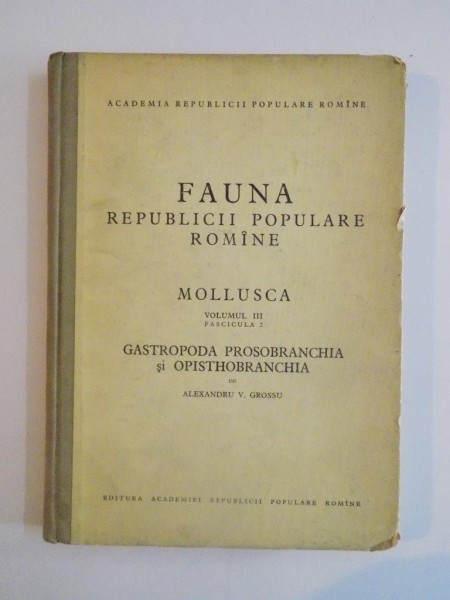 ACADEMIA REPUBLICII POPULARE ROMÎNE
FAUNA
REPUBLICII POPULARE
ROMÎNE
MOLLUSCA
VOLUMUL III
FASCICULA 2
GASTROPODA PROSOBRANCHIA
și OPISTHOBRANCHIA
DE
ALEXANDRU V. GROSSU
EDITURA ACADEMIEI REPUBLICII POPULARE ROMÎNE